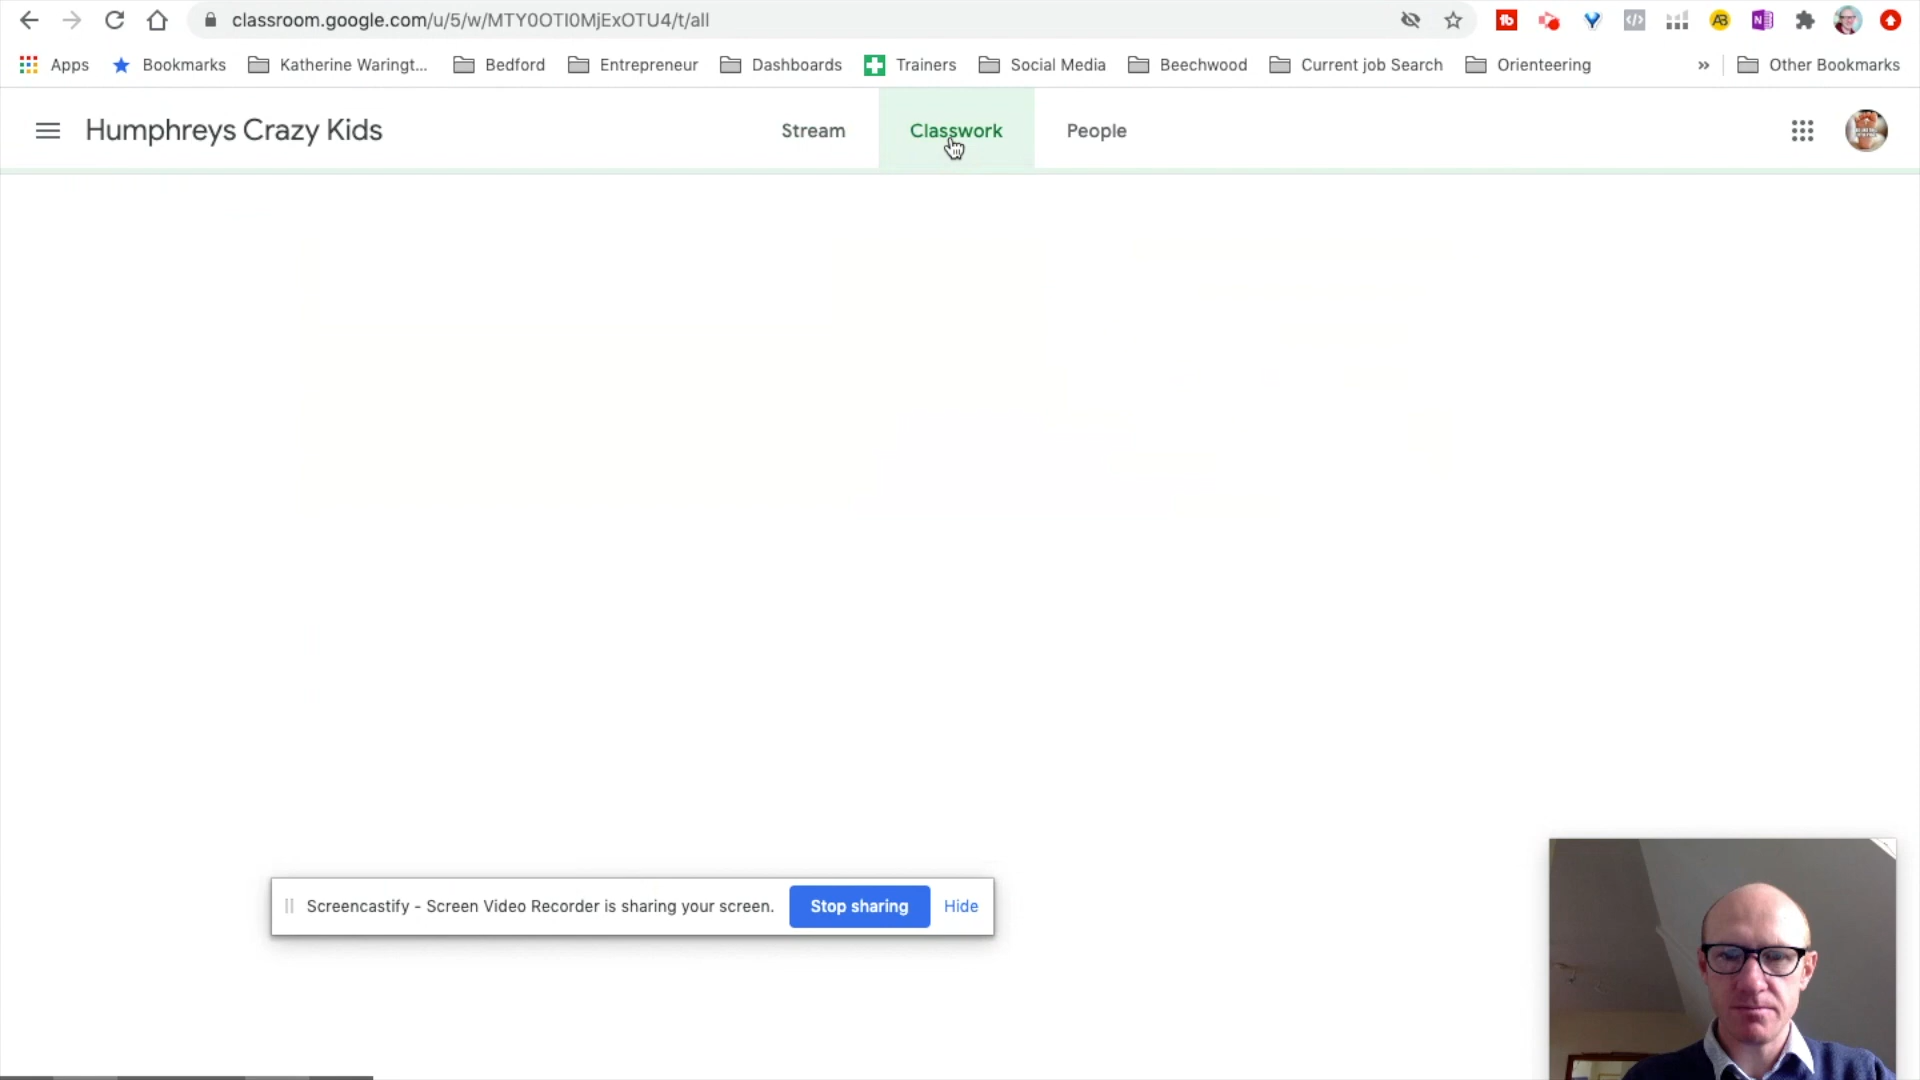 classroom.google.com/u/5/w/MTY0OTI0MjExOTU4/t/all
Apps Bookmarks Katherine Waringt... Bedford Entrepreneur Dashboards Trainers Social Media Beechwood Current job Search Orienteering » Other Bookmarks
Humphreys Crazy Kids Stream Classwork People
Screencastify - Screen Video Recorder is sharing your screen. Stop sharing Hide